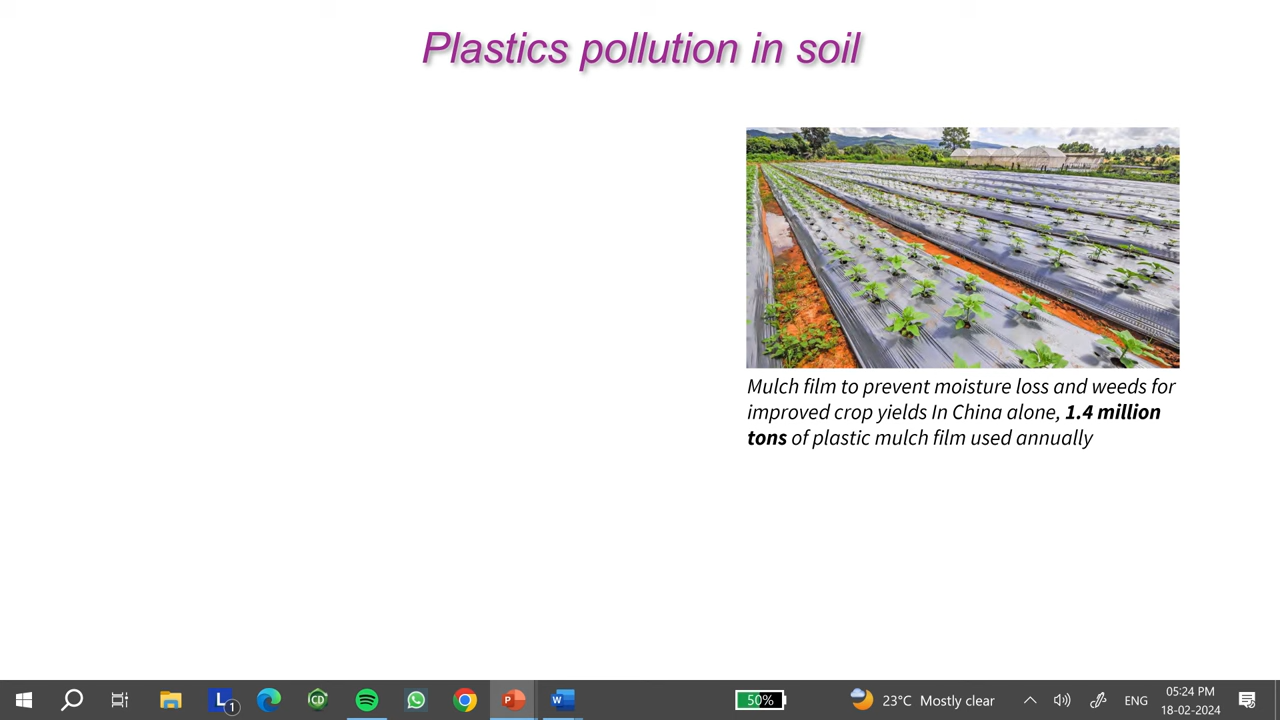 Plastics pollution in soil
Mulch film to prevent moisture loss and weeds for
improved crop yields In China alone, 1.4 million
tons of plastic mulch film used annually
L
1
CD
P
W
50%
23°C Mostly clear
ENG
05:24 PM
18-02-2024